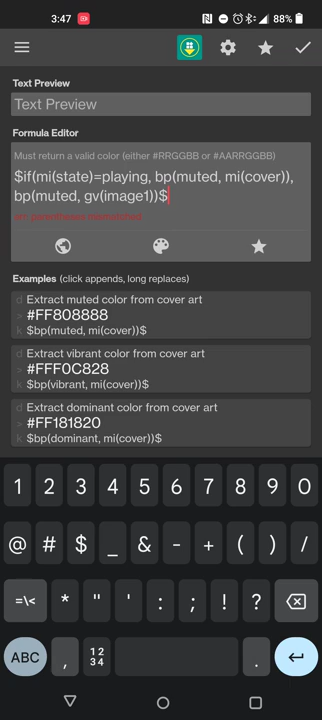 3:47
88%
Text Preview
Text Preview
Formula Editor
Must return a valid color (either #RRGGBB or #AARRGGBB)
$if(mi(state)=playing, bp(muted, mi(cover)),
bp(muted, gv(image1))$
err: parentheses mismatched
Examples (click appends, long replaces)
d Extract muted color from cover art
> #FF808888
k $bp(muted, mi(cover))$
d Extract vibrant color from cover art
> #FFF0C828
k $bp(vibrant, mi(cover))$
d Extract dominant color from cover art
> #FF181820
k $bp(dominant, mi(cover))$
1 2 3 4 5 6 7 8 9 0
@ # $ _ & - + ( ) /
=\< * " ' : ; ! ?
ABC , 12 34 .